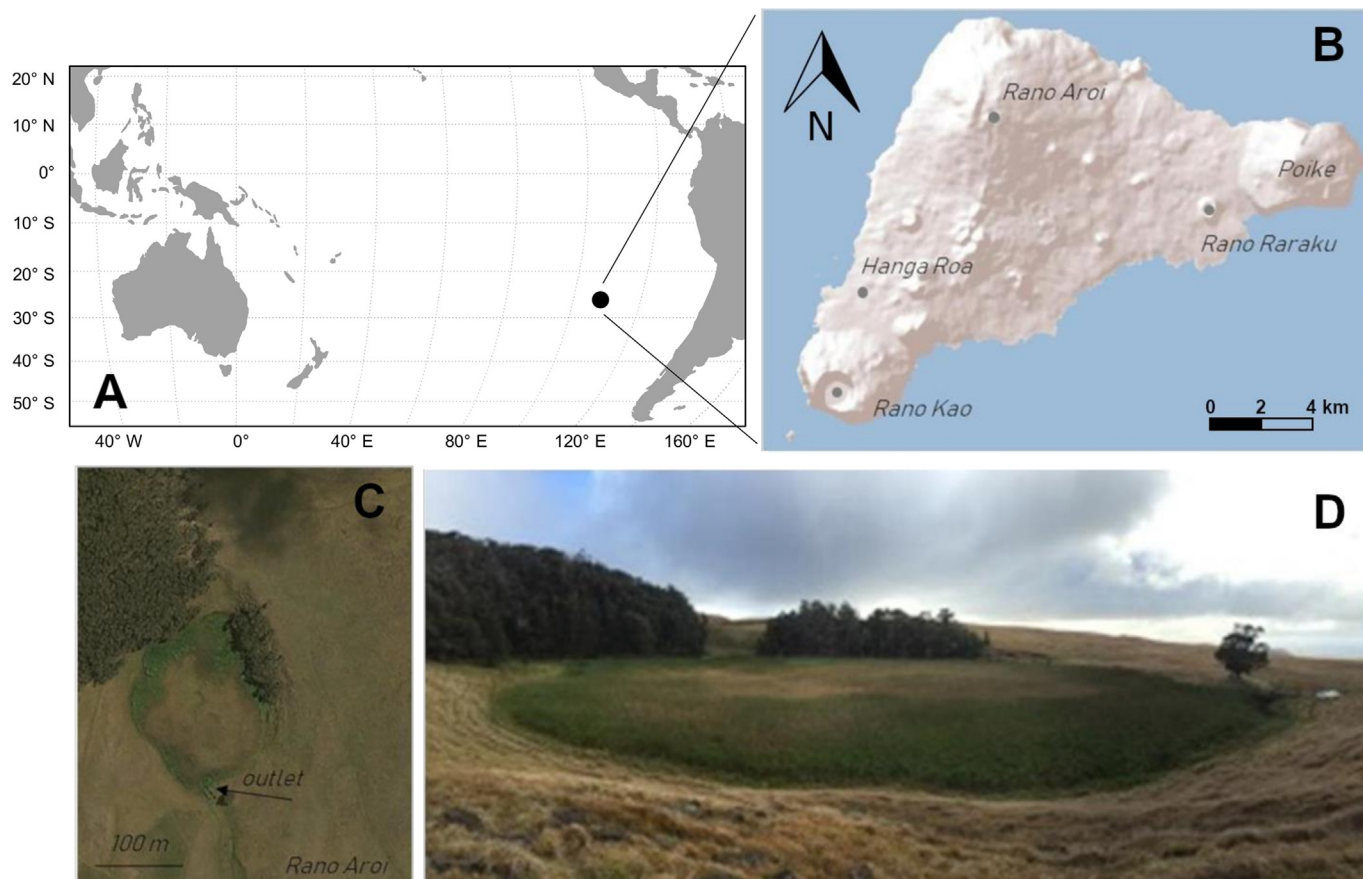 20° N
10° N
0°
10° S
20° S
30° S
40° S
50° S
A
40° W 0° 40° E 80° E 120° E 160° E
B
N
Rano Aroi
Poike
Rano Raraku
Hanga Roa
Rano Kao
0 2 4 km
C
outlet
100 m
Rano Aroi
D